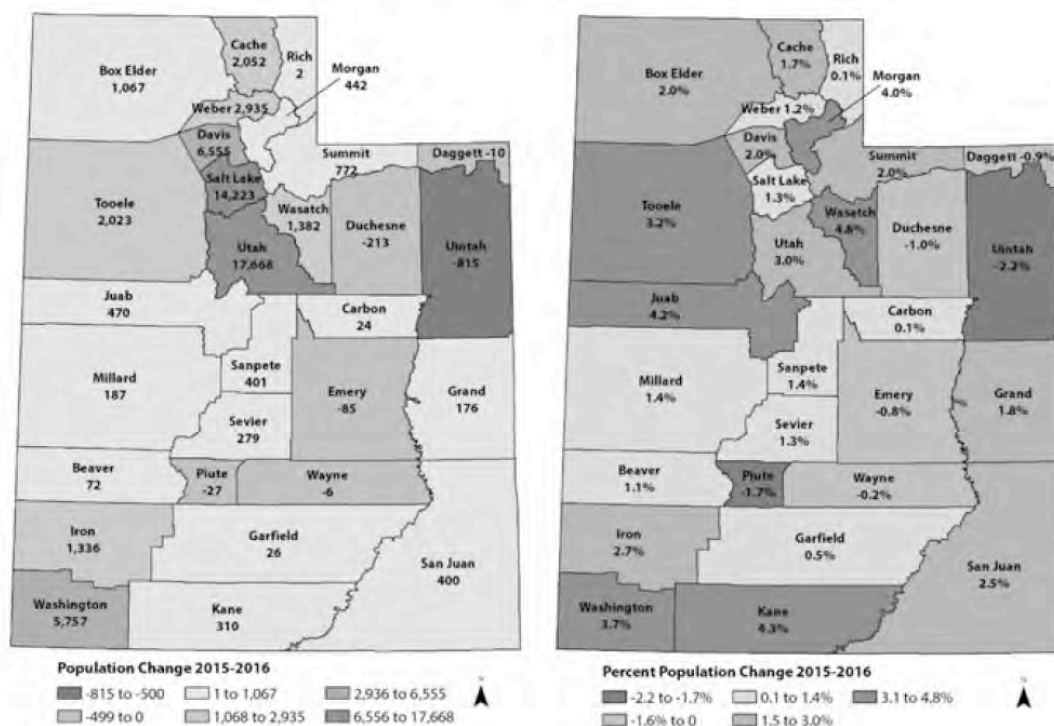 Cache
2,052
Rich
2
Box Elder
1,067
Morgan
442
Weber 2,935
Davis
6,555
Summit
772
Daggett -10
Salt Lake
14,223
Tooele
2,023
Wasatch
1,382
Duchesne
-213
Uintah
-815
Utah
17,668
Juab
470
Carbon
24
Sanpete
401
Millard
187
Emery
-85
Grand
176
Sevier
279
Beaver
72
Piute
-27
Wayne
-6
Iron
1,336
Garfield
26
San Juan
400
Washington
5,757
Kane
310
Population Change 2015-2016
-815 to -500
1 to 1,067
2,936 to 6,555
-499 to 0
1,068 to 2,935
6,556 to 17,668
N
Cache
1.7%
Rich
0.1%
Box Elder
2.0%
Morgan
4.0%
Weber 1.2%
Davis
2.0%
Summit
2.0%
Daggett -0.9%
Salt Lake
1.3%
Tooele
3.2%
Wasatch
4.8%
Duchesne
-1.0%
Uintah
-2.2%
Utah
3.0%
Juab
4.2%
Carbon
0.1%
Sanpete
1.4%
Millard
1.4%
Emery
-0.8%
Grand
1.8%
Sevier
1.3%
Beaver
1.1%
Piute
-1.7%
Wayne
-0.2%
Iron
2.7%
Garfield
0.5%
San Juan
2.5%
Washington
3.7%
Kane
4.3%
Percent Population Change 2015-2016
-2.2 to -1.7%
0.1 to 1.4%
3.1 to 4.8%
-1.6% to 0
1.5 to 3.0%
N